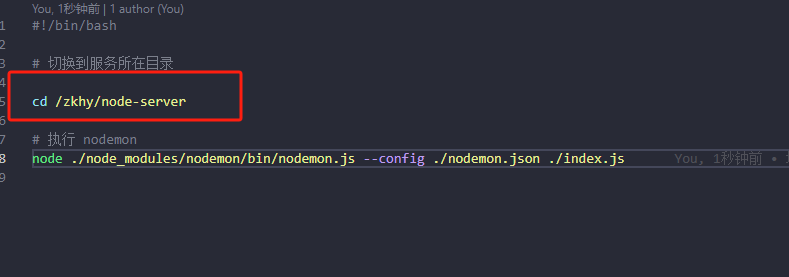 You, 1秒钟前 | 1 author (You)
1 #!/bin/bash
2
3 # 切换到服务所在目录
4
5 cd /zkhy/node-server
6
7 # 执行 nodemon
8 node ./node_modules/nodemon/bin/nodemon.js --config ./nodemon.json ./index.js You, 1秒钟前 •
9